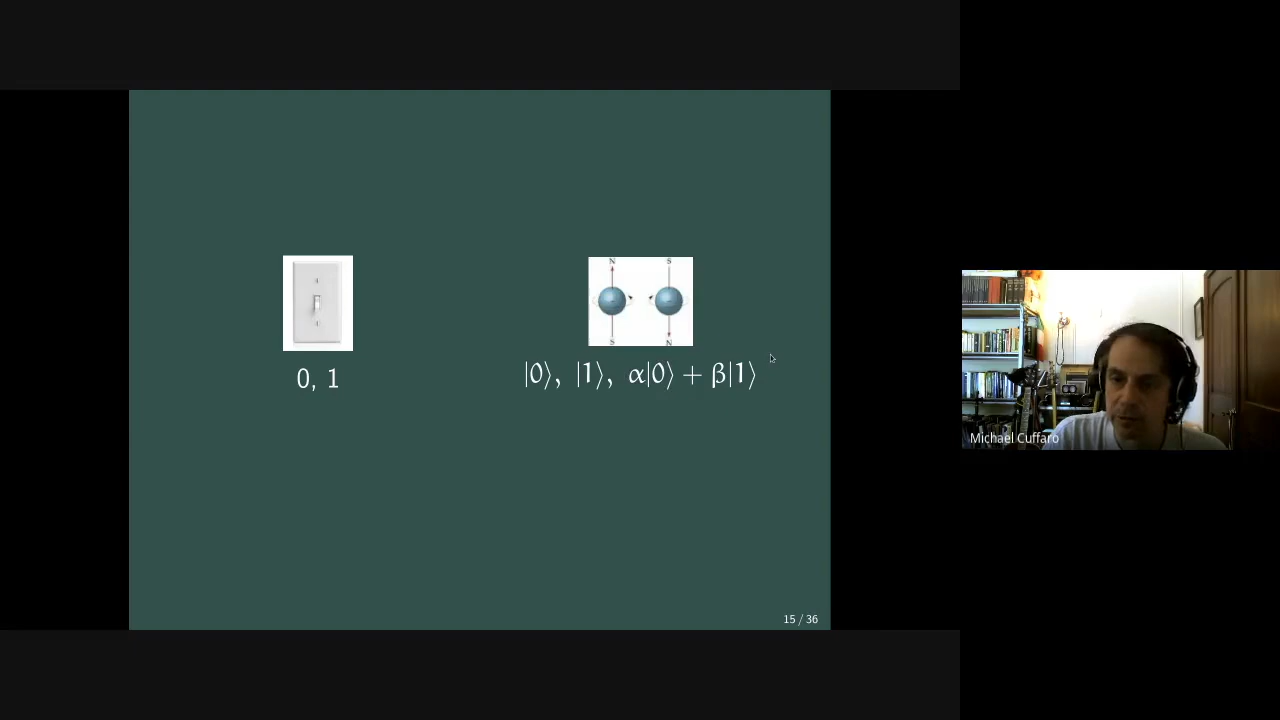 N S
S N
0, 1
|0⟩, |1⟩, α|0⟩ + β|1⟩
15 / 36
Michael Cuffaro